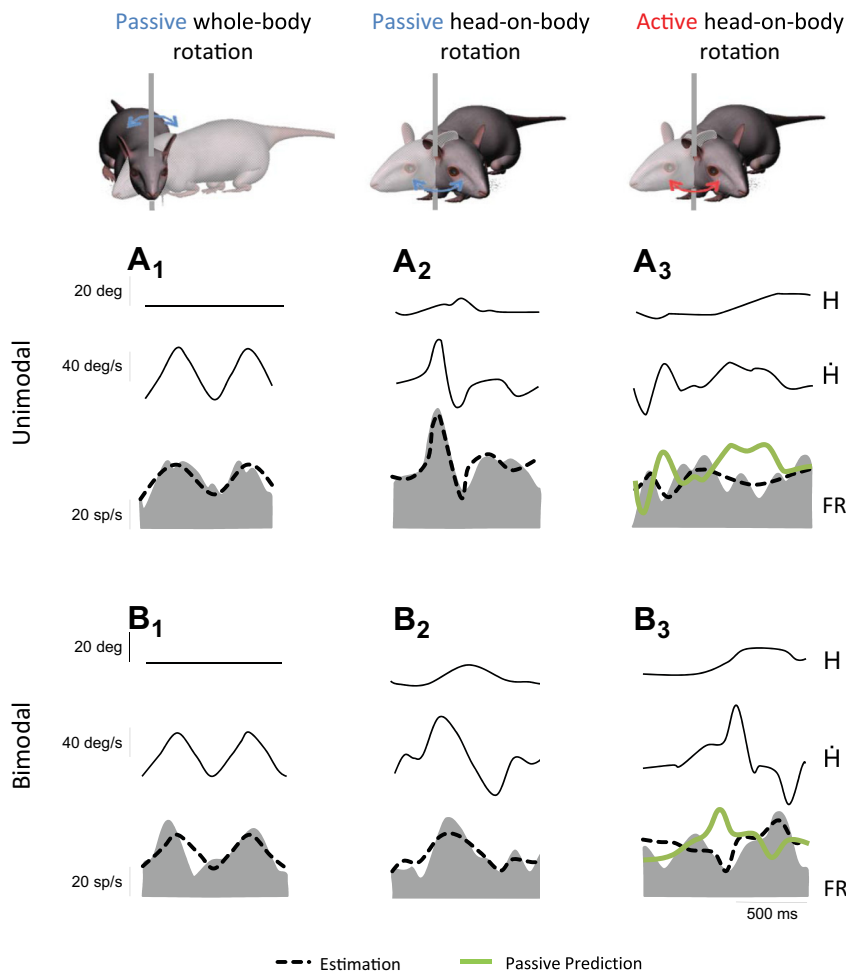 Passive whole-body
rotation
Passive head-on-body
rotation
Active head-on-body
rotation
A1
A2
A3
20 deg
H
40 deg/s
Ḣ
Unimodal
20 sp/s
FR
B1
B2
B3
20 deg
H
40 deg/s
Ḣ
Bimodal
20 sp/s
FR
500 ms
Estimation
Passive Prediction